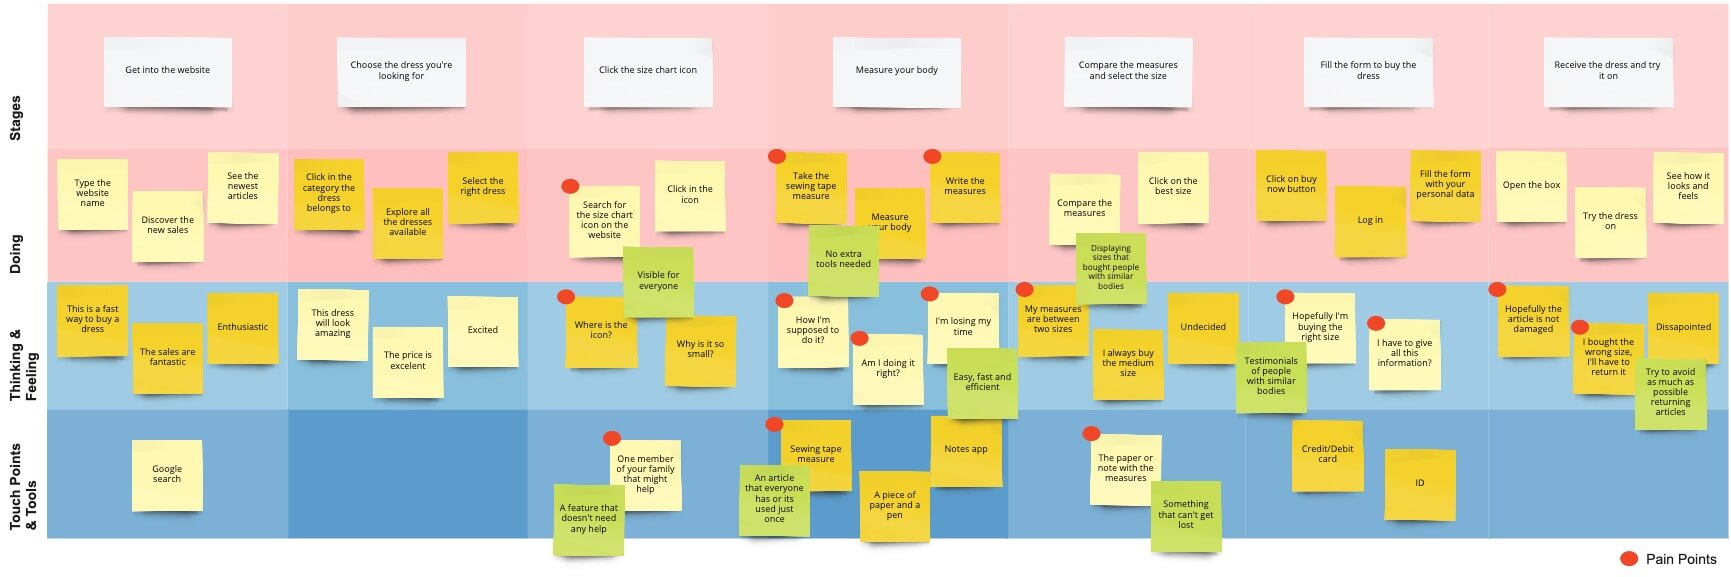 Stages
Get into the website
Choose the dress you're
looking for
Click the size chart icon
Measure your body
Compare the measures
and select the size
Fill the form to buy the
dress
Receive the dress and try
it on
Doing
Type the
website
name
Discover the
new sales
See the
newest
articles
Click in the
category the
dress
belongs to
Explore all
the dresses
available
Select the
right dress
Search for
the size chart
icon on the
website
Click in the
icon
Visible for
everyone
Take the
sewing tape
measure
Measure
your body
Write the
measures
No extra
tools needed
Compare the
measures
Click on the
best size
Displaying
sizes that
bought people
with similar
bodies
Click on buy
now button
Log in
Fill the form
with your
personal data
Open the box
Try the dress
on
See how it
looks and
feels
Thinking &
Feeling
This is a fast
way to buy a
dress
The sales are
fantastic
Enthusiastic
This dress
will look
amazing
The price is
excelent
Excited
Where is the
icon?
Why is it so
small?
How I'm
supposed to
do it?
Am I doing it
right?
I'm losing my
time
Easy, fast and
efficient
My measures
are between
two sizes
I always buy
the medium
size
Undecided
Hopefully I'm
buying the
right size
I have to give
all this
information?
Testimonials
of people
with similar
bodies
Hopefully the
article is not
damaged
I bought the
wrong size,
I'll have to
return it
Dissapointed
Try to avoid
as much as
possible
returning
articles
Touch Points
& Tools
Google
search
One member
of your family
that might
help
A feature that
doesn't need
any help
Sewing tape
measure
An article
that everyone
has or its
used just
once
A piece of
paper and a
pen
Notes app
The paper or
note with the
measures
Something
that can't get
lost
Credit/Debit
card
ID
Pain Points